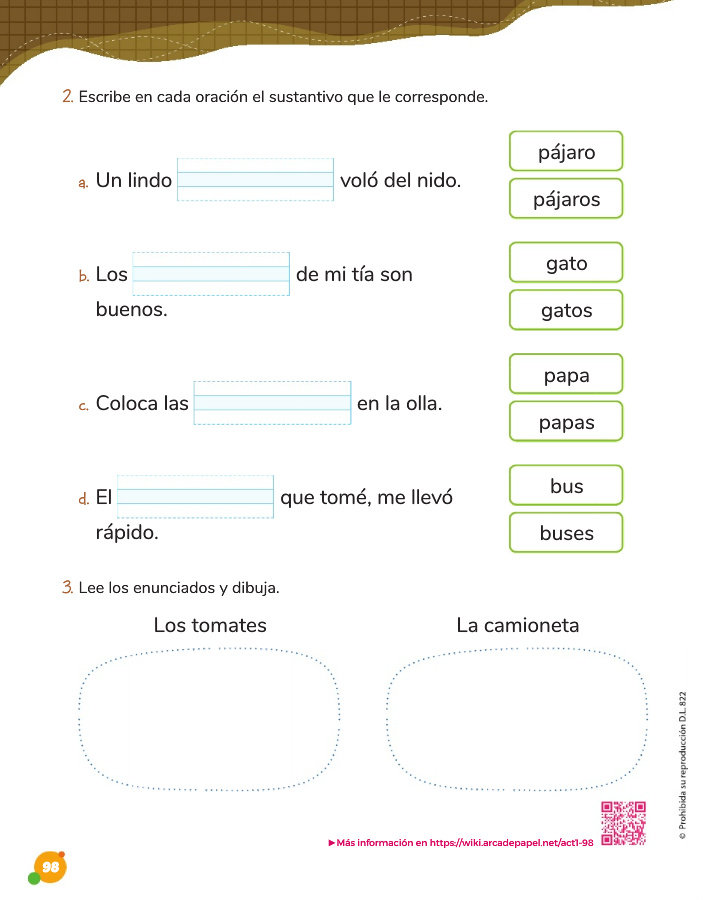 2. Escribe en cada oración el sustantivo que le corresponde.
a. Un lindo voló del nido.
pájaro
pájaros
b. Los de mi tía son
buenos.
gato
gatos
c. Coloca las en la olla.
papa
papas
d. El que tomé, me llevó
rápido.
bus
buses
3. Lee los enunciados y dibuja.
Los tomates
La camioneta
© Prohibida su reproducción D.L. 822
▶Más información en https://wiki.arcadepapel.net/act1-98
98